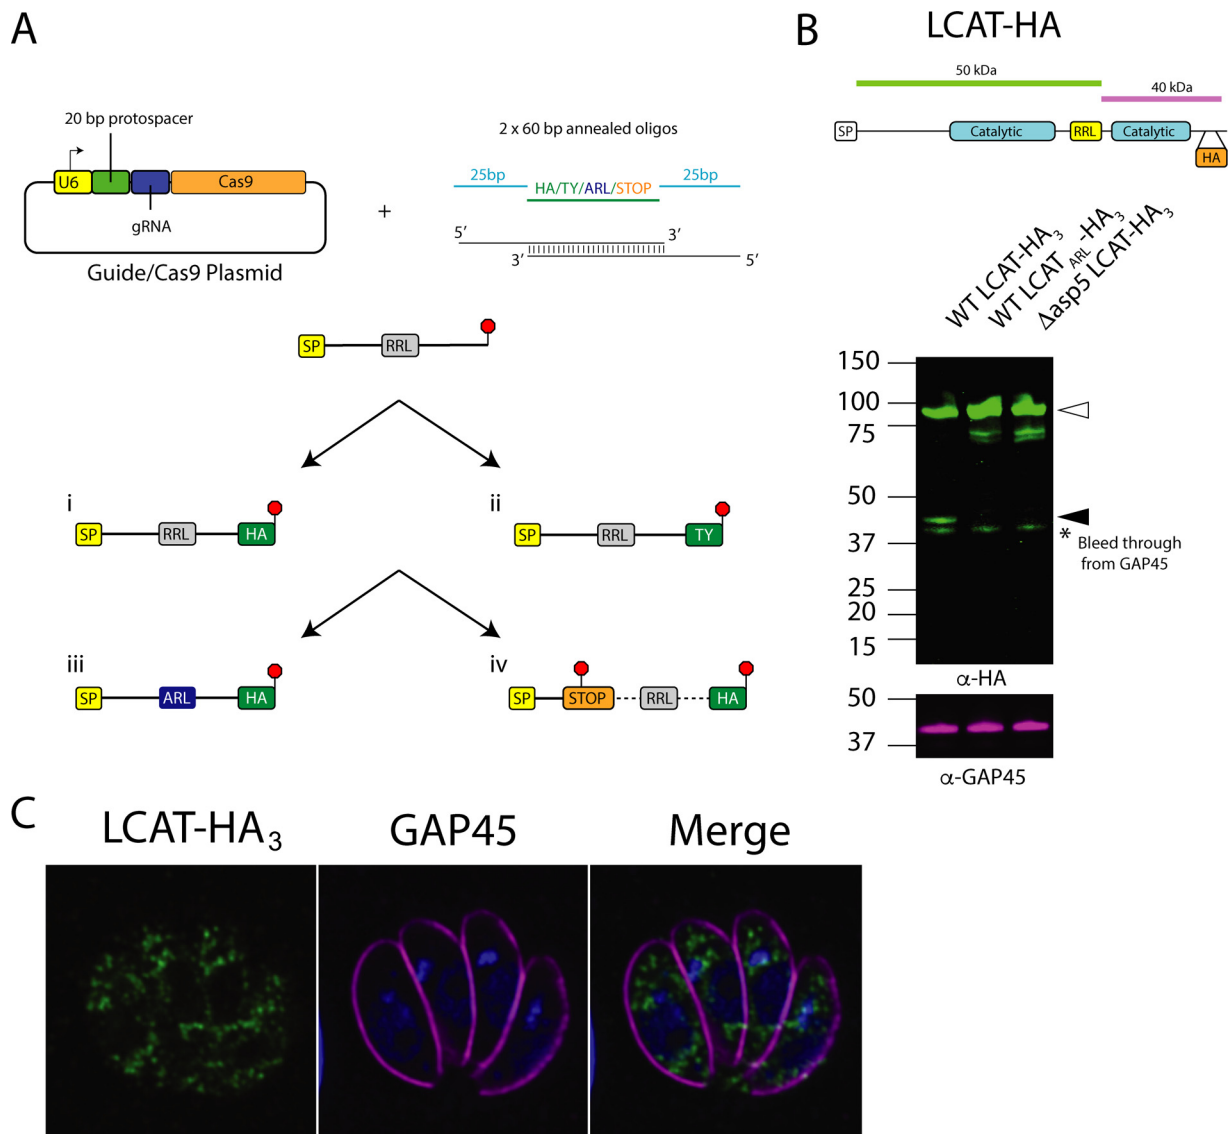 A
20 bp protospacer
U6
Cas9
gRNA
Guide/Cas9 Plasmid
+
2 x 60 bp annealed oligos
25bp
HA/TY/ARL/STOP
25bp
5’
3’
3’
5’
SP
RRL
i
SP
RRL
HA
ii
SP
RRL
TY
iii
SP
ARL
HA
iv
SP
STOP
RRL
HA
B
LCAT-HA
50 kDa
40 kDa
SP
Catalytic
RRL
Catalytic
HA
WT LCAT-HA3
WT LCATARL-HA3
Δasp5 LCAT-HA3
150
100
75
50
37
25
20
15
*
Bleed through
from GAP45
α-HA
50
37
α-GAP45
C
LCAT-HA3
GAP45
Merge